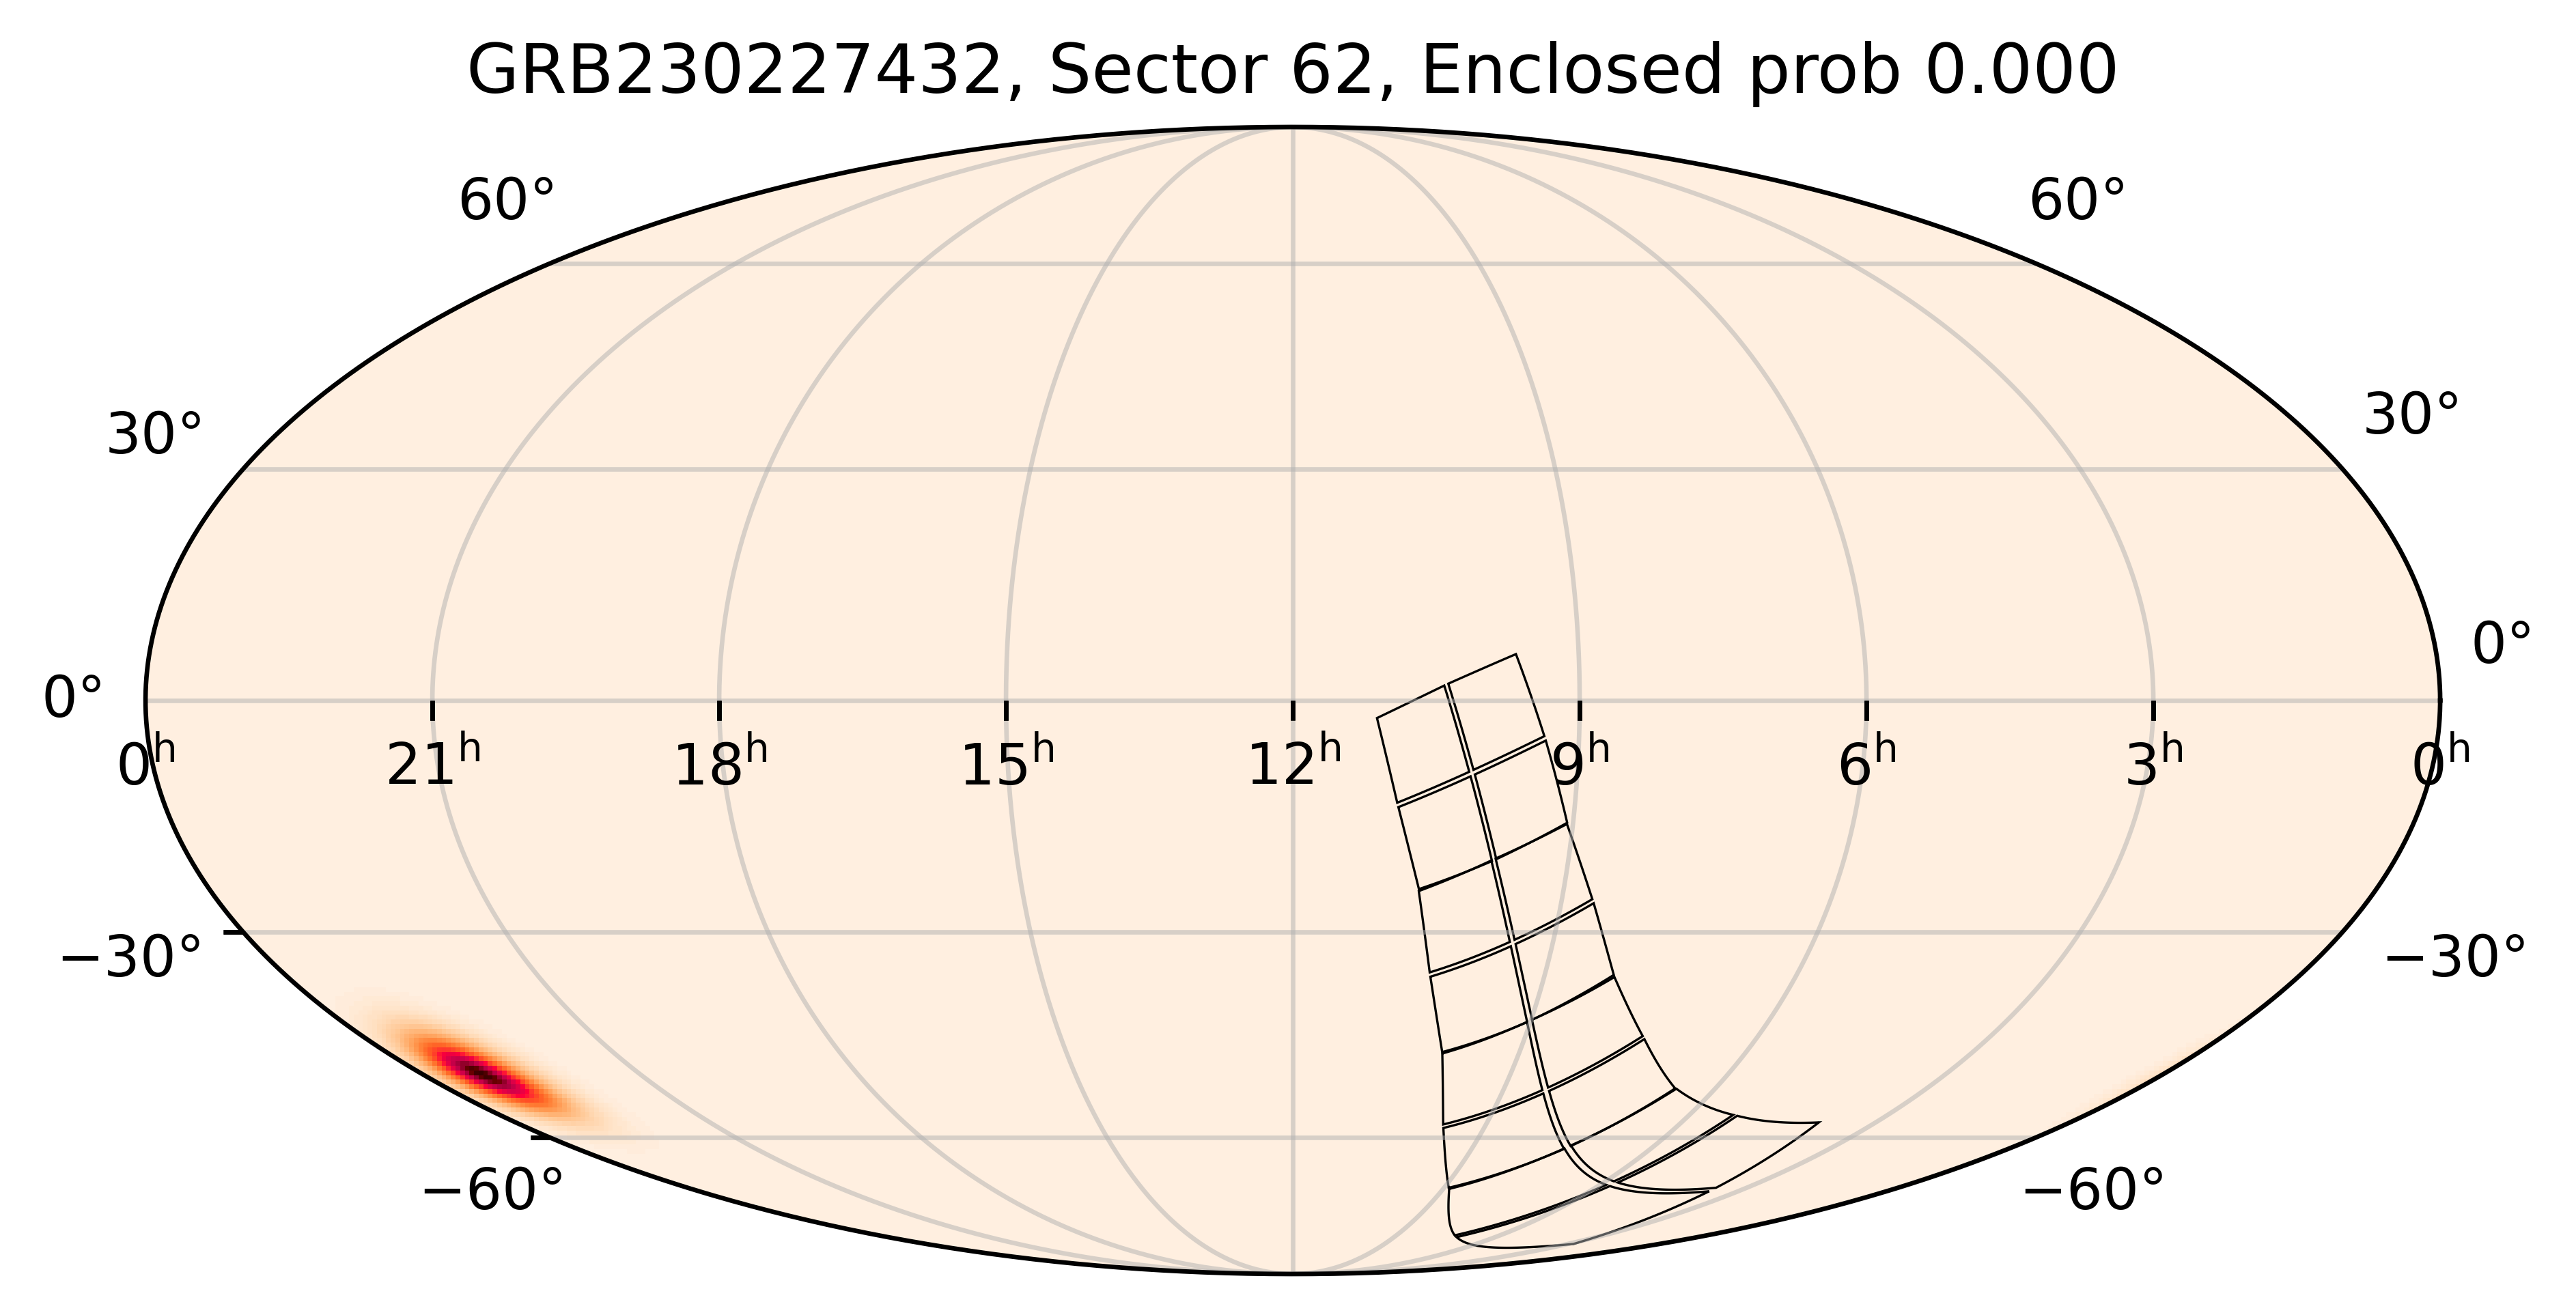 GRB230227432, Sector 62, Enclosed prob 0.000
60° 60°
30° 30°
0° 0°
0ʰ 21ʰ 18ʰ 15ʰ 12ʰ 9ʰ 6ʰ 3ʰ 0ʰ
−30° −30°
−60° −60°